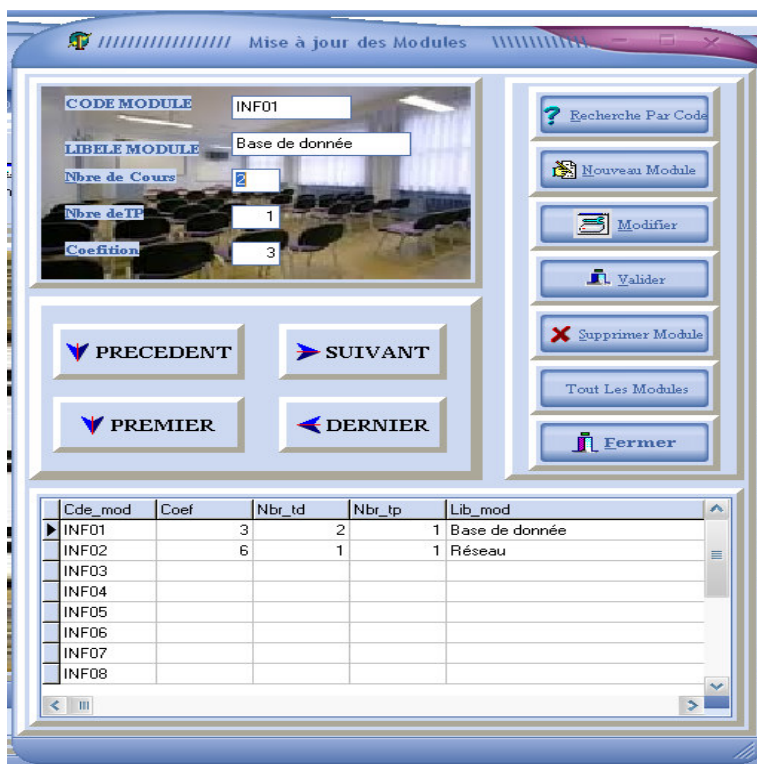 ///////////////// Mise à jour des Modules \\\\\\\\\\\\\
CODE MODULE INF01
LIBELE MODULE Base de donnée
Nbre de Cours 2
Nbre deTP 1
Coefition 3
Recherche Par Code
Nouveau Module
Modifier
Valider
Supprimer Module
Tout Les Modules
Fermer
PRECEDENT SUIVANT
PREMIER DERNIER
Cde_mod Coef Nbr_td Nbr_tp Lib_mod
INF01 3 2 1 Base de donnée
INF02 6 1 1 Réseau
INF03
INF04
INF05
INF06
INF07
INF08